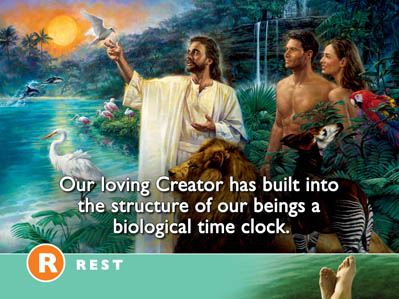 Our loving Creator has built into
the structure of our beings a
biological time clock.
R REST